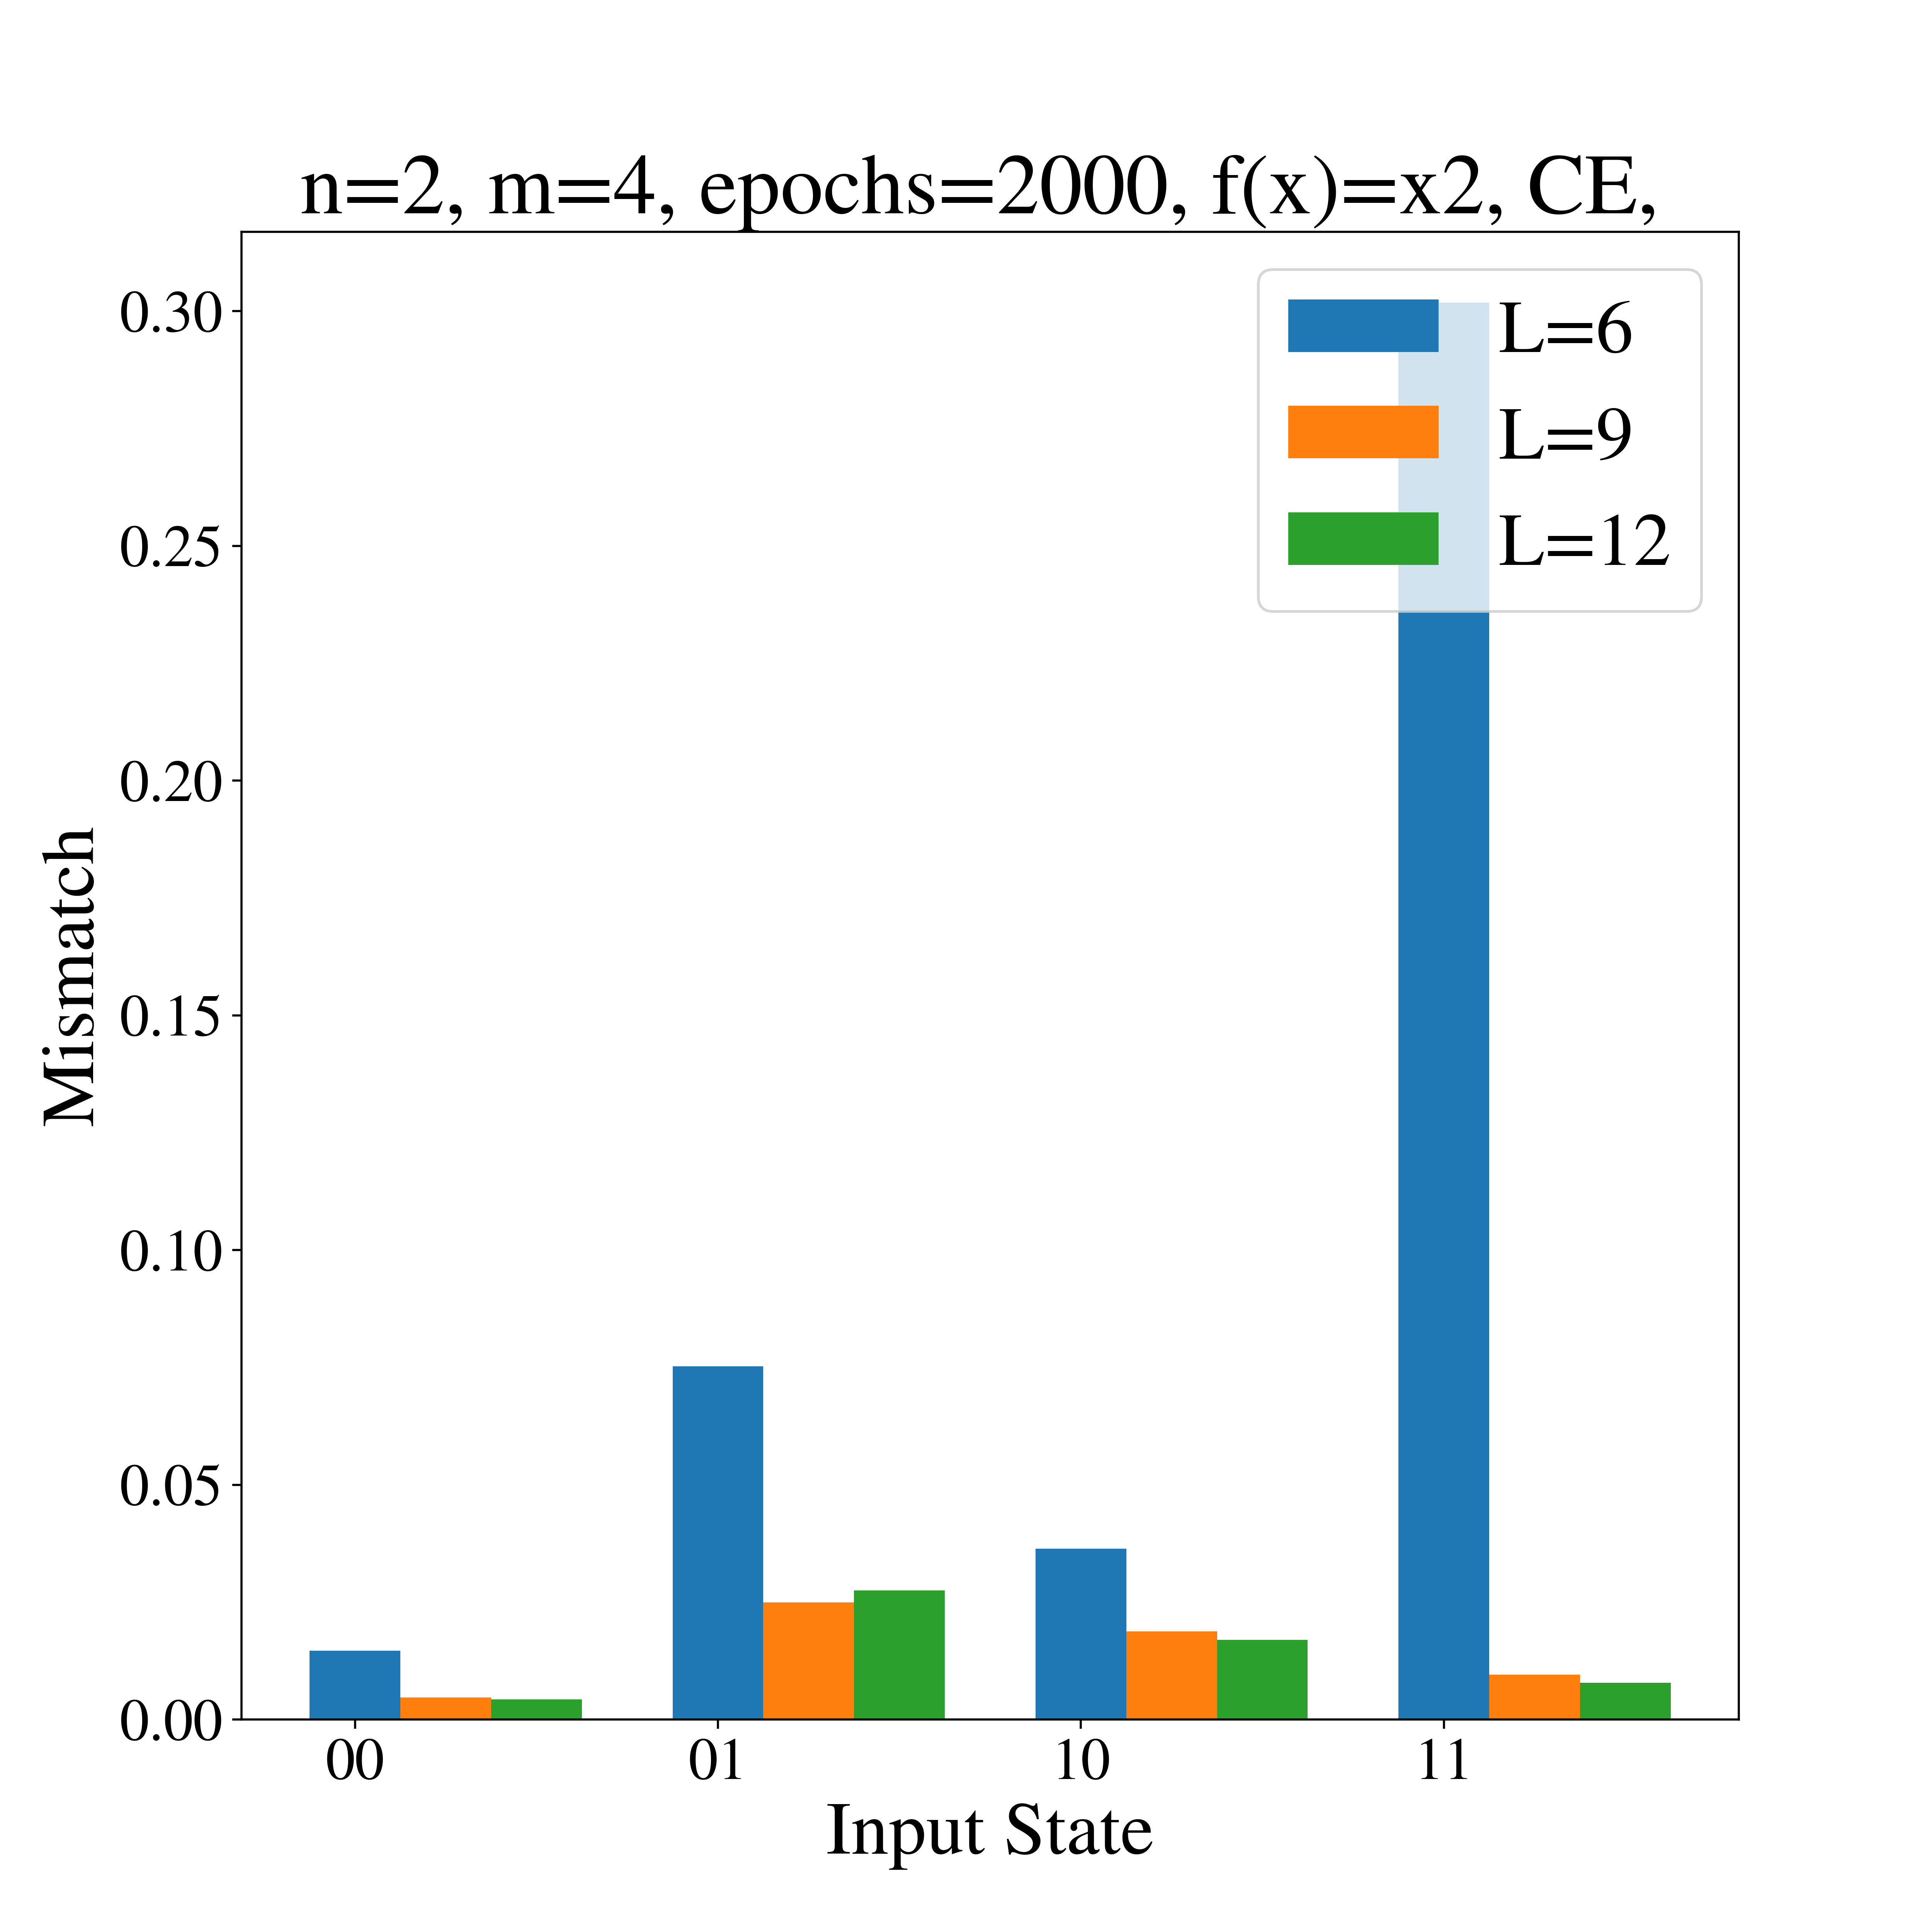 n=2, m=4, epochs=2000, f(x)=x2, CE,
L=6
L=9
L=12
0.30
0.25
0.20
0.15
0.10
0.05
0.00
Mismatch
00 01 10 11
Input State